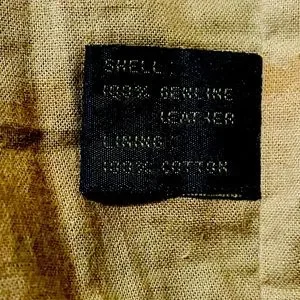 SHELL:
100% GENUINE
LEATHER
LINING:
100% COTTON